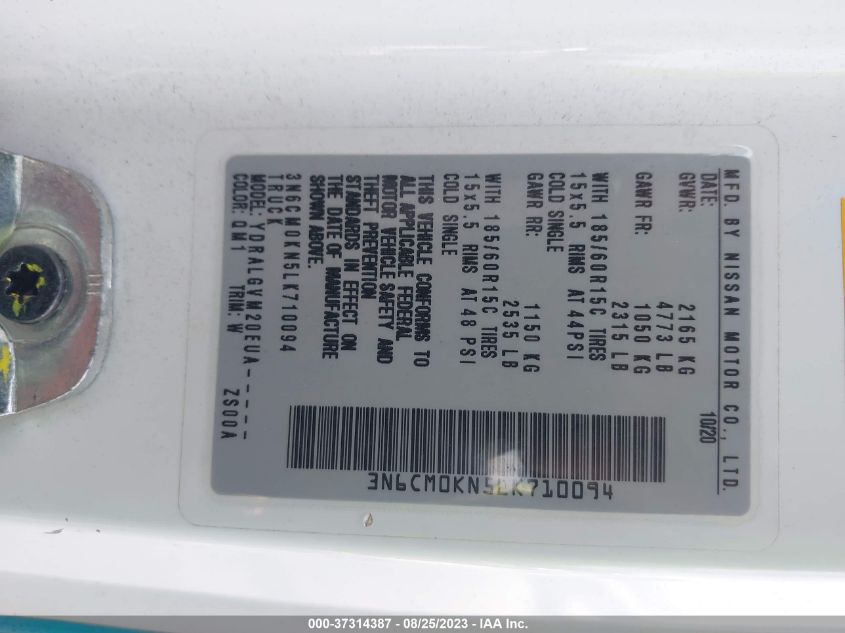 MFD. BY NISSAN MOTOR CO., LTD.
DATE: 10/20
GVWR: 2165 KG
4773 LB
GAWR FR: 1050 KG
2315 LB
WITH 185/60R15C TIRES
15x5.5 RIMS AT 44PSI
COLD SINGLE
GAWR RR: 1150 KG
2535 LB
WITH 185/60R15C TIRES
15x5.5 RIMS AT 48 PSI
COLD SINGLE
THIS VEHICLE CONFORMS TO
ALL APPLICABLE FEDERAL
MOTOR VEHICLE SAFETY AND
THEFT PREVENTION
STANDARDS IN EFFECT ON
THE DATE OF MANUFACTURE
SHOWN ABOVE.
3N6CM0KN5LK710094
TRUCK
MODEL: YDRALGVM20EUA-----
COLOR: QM1 TRIM: W ZS00A
3N6CM0KN5LK710094
000-37314387 - 08/25/2023 - IAA Inc.